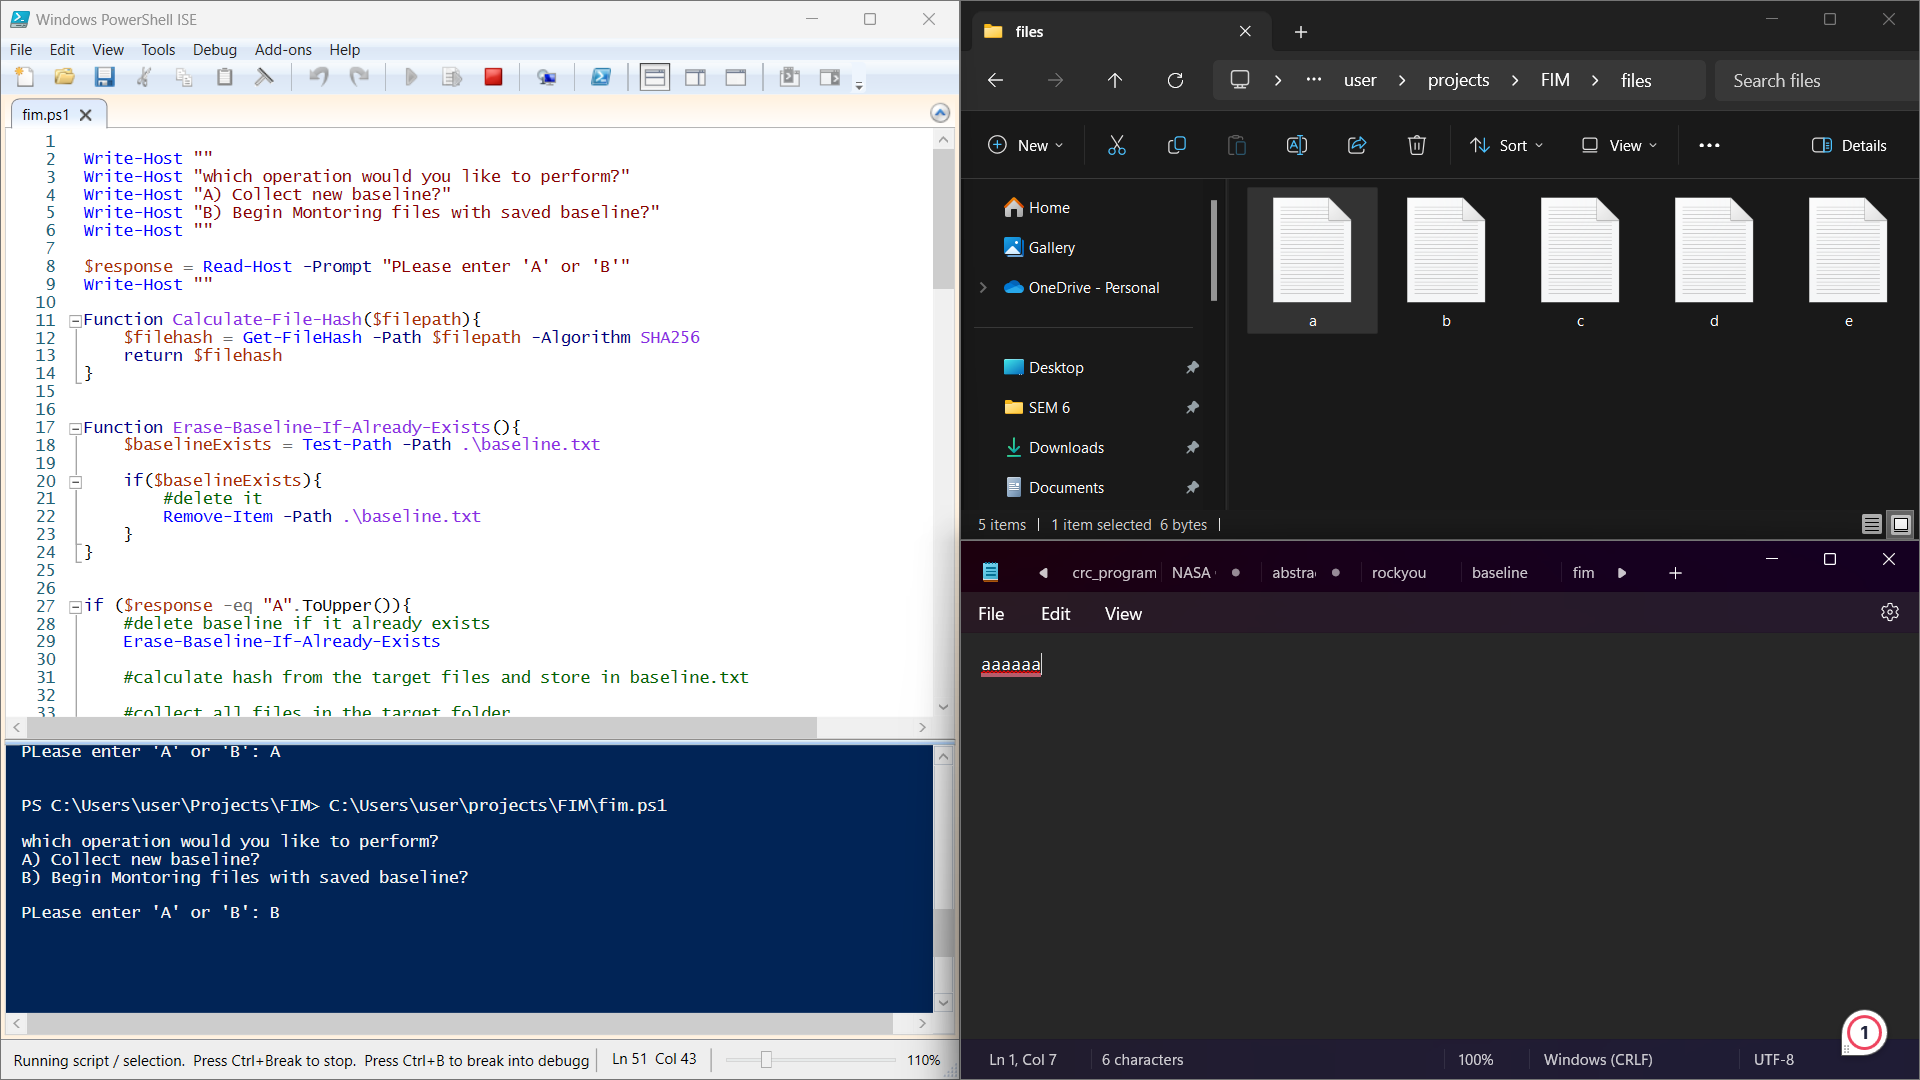 Windows PowerShell ISE
File Edit View Tools Debug Add-ons Help
fim.ps1
1
2 Write-Host ""
3 Write-Host "which operation would you like to perform?"
4 Write-Host "A) Collect new baseline?"
5 Write-Host "B) Begin Montoring files with saved baseline?"
6 Write-Host ""
7
8 $response = Read-Host -Prompt "PLease enter 'A' or 'B'"
9 Write-Host ""
10
11 Function Calculate-File-Hash($filepath){
12 $filehash = Get-FileHash -Path $filepath -Algorithm SHA256
13 return $filehash
14 }
15
16
17 Function Erase-Baseline-If-Already-Exists(){
18 $baselineExists = Test-Path -Path .\baseline.txt
19
20 if($baselineExists){
21 #delete it
22 Remove-Item -Path .\baseline.txt
23 }
24 }
25
26
27 if ($response -eq "A".ToUpper()){
28 #delete baseline if it already exists
29 Erase-Baseline-If-Already-Exists
30
31 #calculate hash from the target files and store in baseline.txt
32
33 #collect all files in the target folder
PLease enter 'A' or 'B': A
PS C:\Users\user\Projects\FIM> C:\Users\user\projects\FIM\fim.ps1
which operation would you like to perform?
A) Collect new baseline?
B) Begin Montoring files with saved baseline?
PLease enter 'A' or 'B': B
Running script / selection. Press Ctrl+Break to stop. Press Ctrl+B to break into debugg Ln 51 Col 43 110%
files
user projects FIM files Search files
New Sort View Details
Home
Gallery
OneDrive - Personal
Desktop
SEM 6
Downloads
Documents
a b c d e
5 items 1 item selected 6 bytes
crc_program NASA abstra rockyou baseline fim
File Edit View
aaaaaa
1
Ln 1, Col 7 6 characters 100% Windows (CRLF) UTF-8